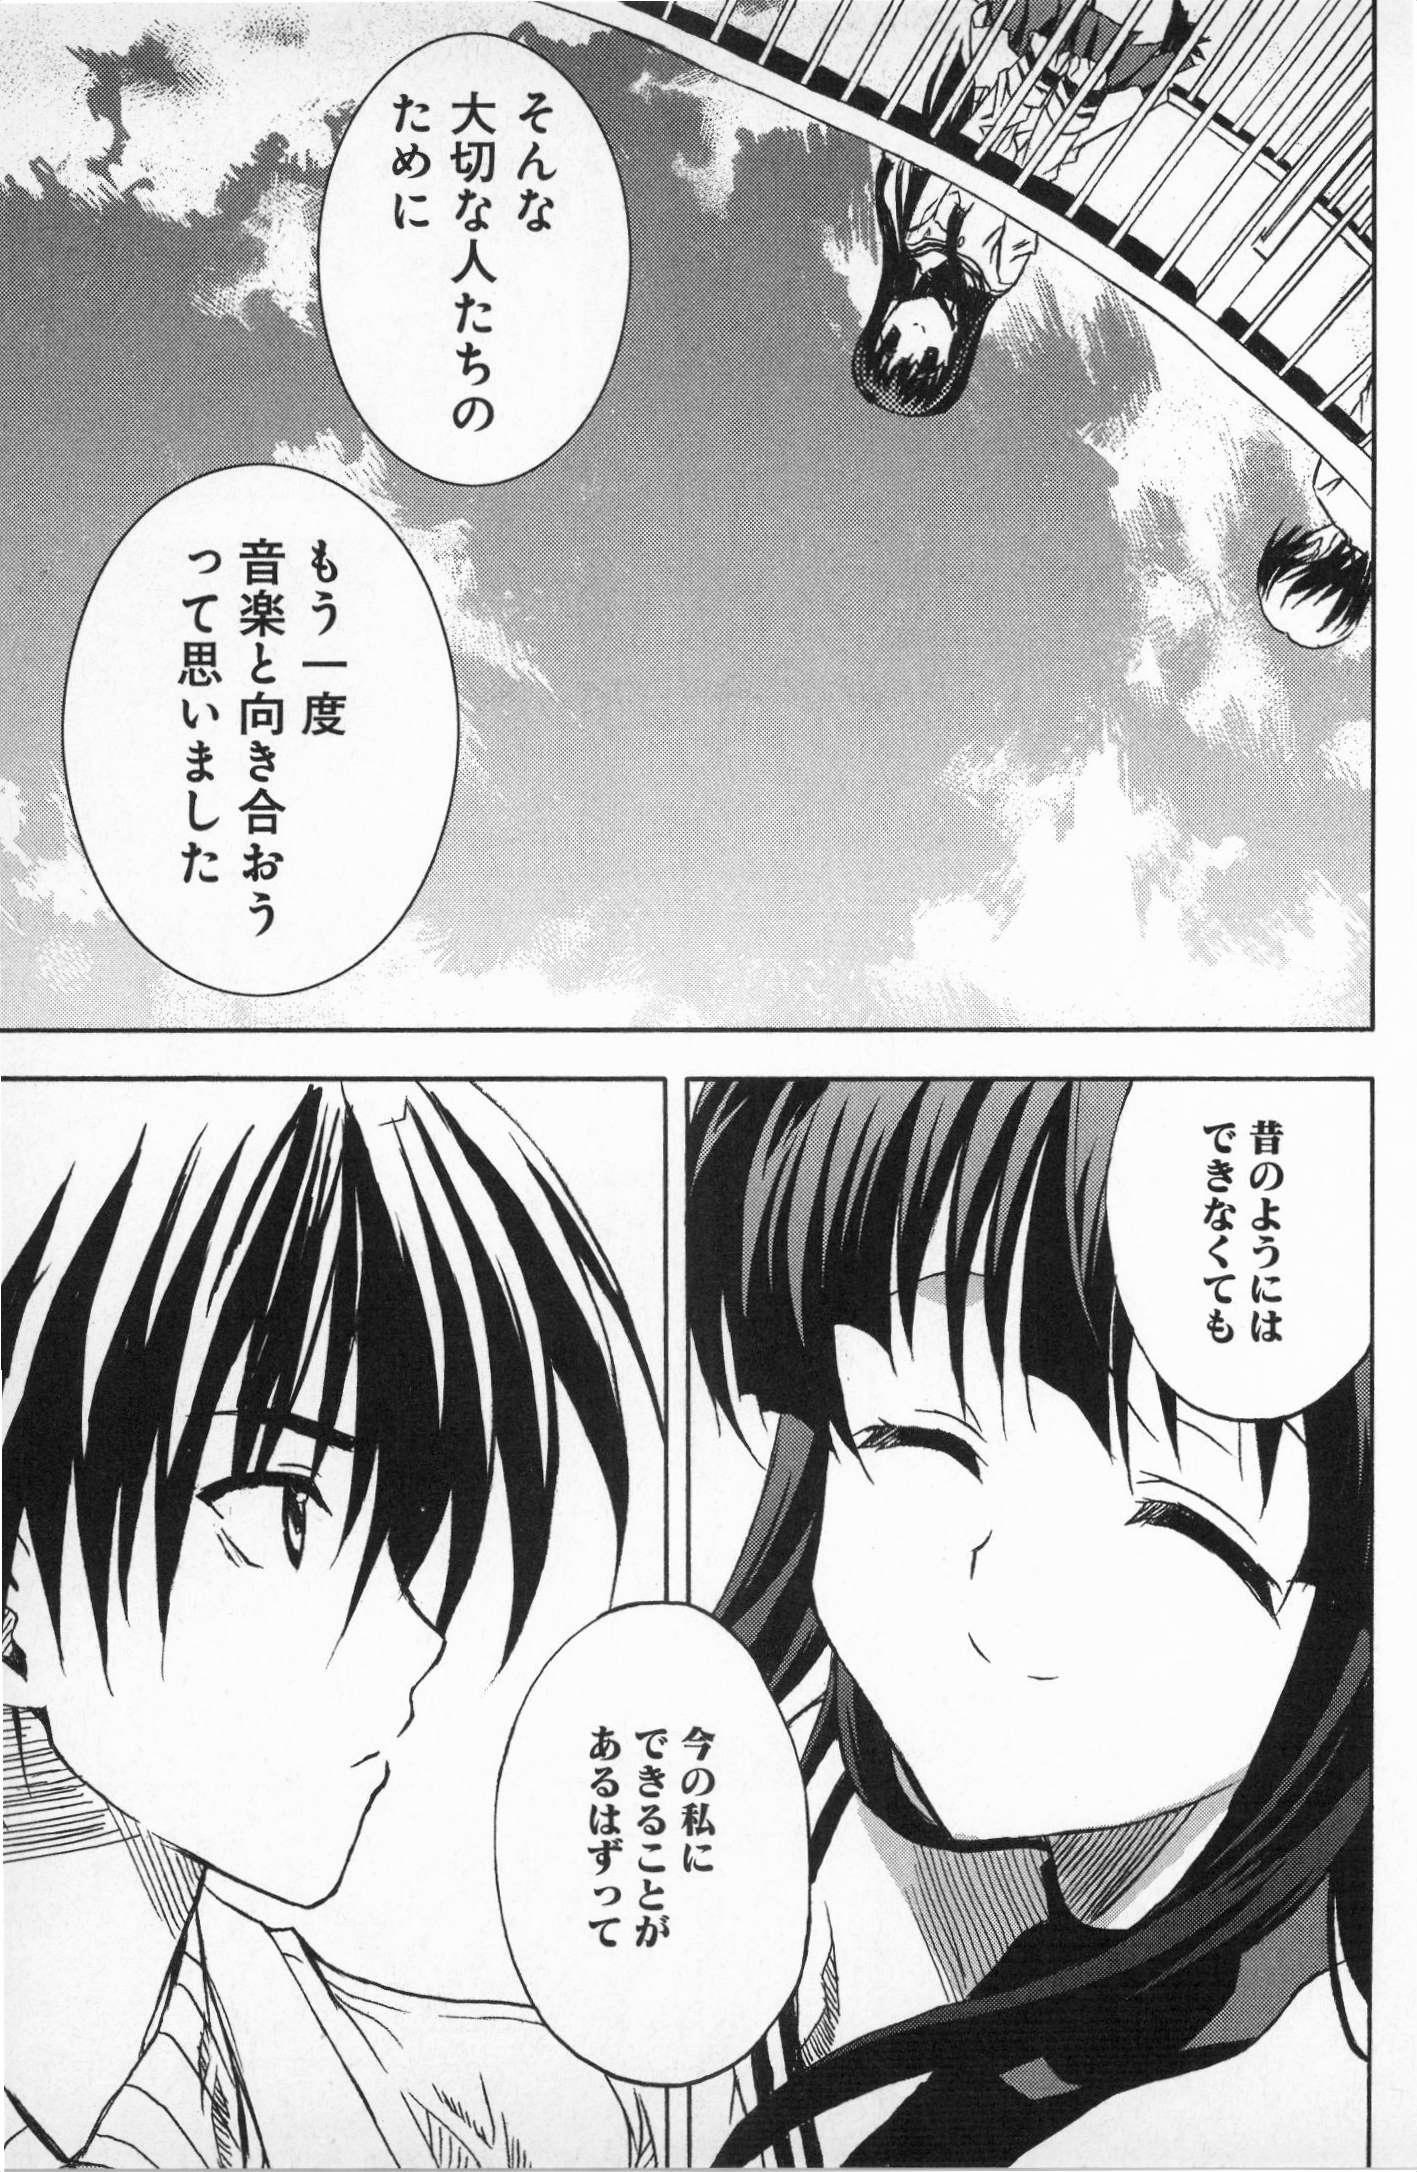 そんな
大切な人たちの
ために
もう一度
音楽と向き合おう
って思いました
昔のようには
できなくても
今の私に
できることが
あるはずって